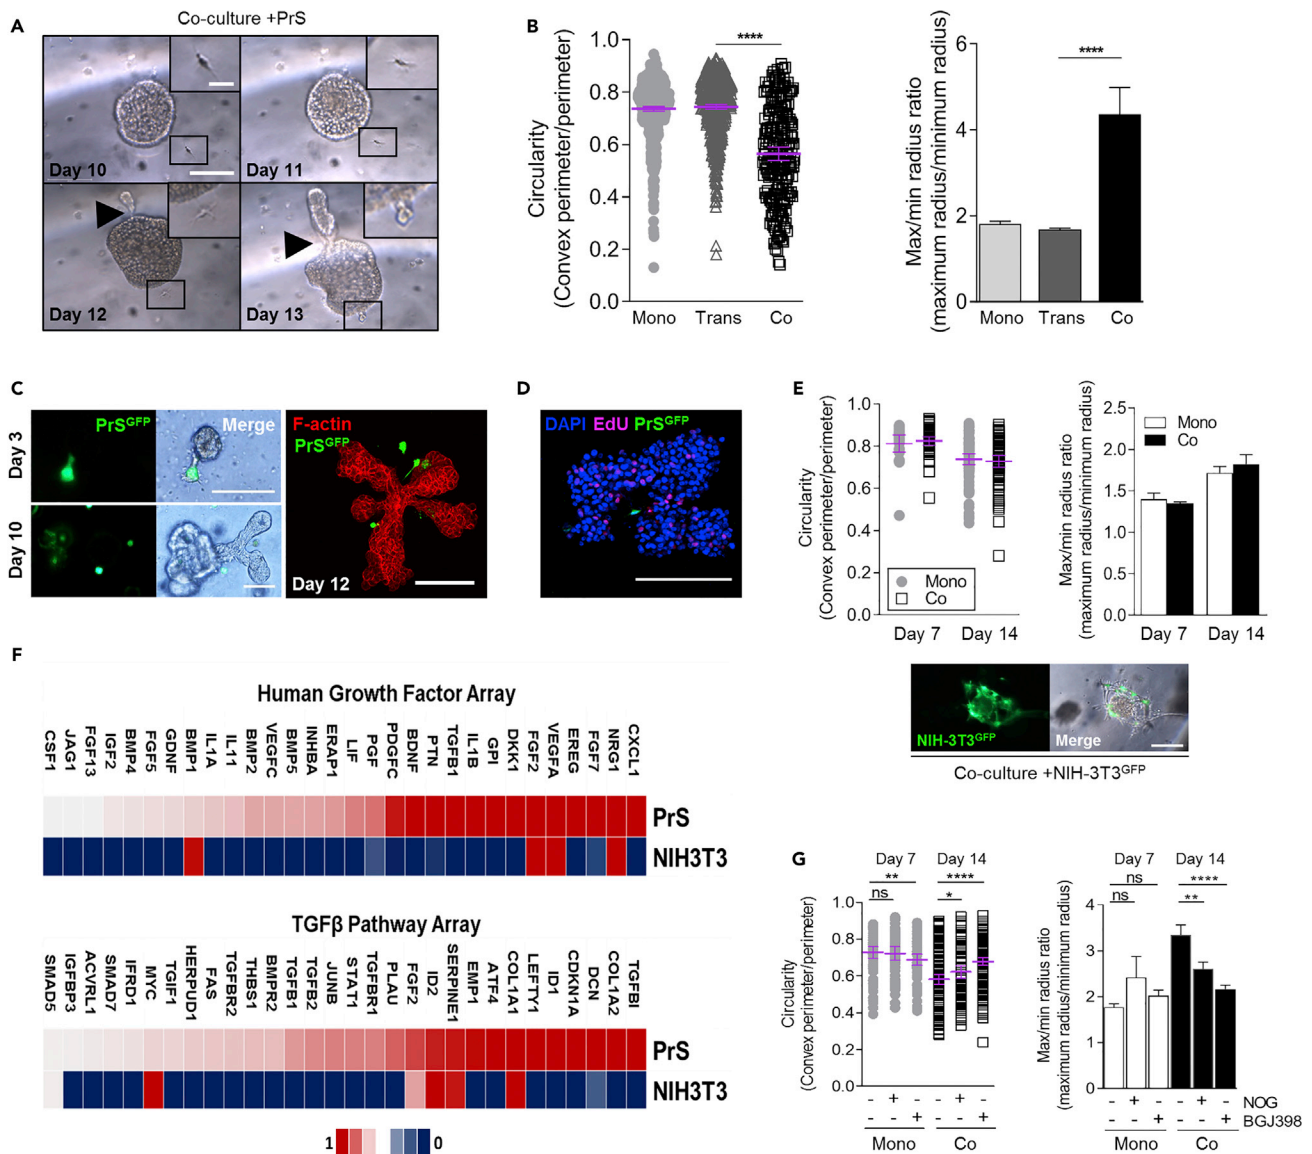 A
Co-culture +PrS
Day 10
Day 11
Day 12
Day 13
B
Circularity
(Convex perimeter/perimeter)
1.0
0.8
0.6
0.4
0.2
0.0
****
Mono Trans Co
Max/min radius ratio
(maximum radius/minimum radius)
6
4
2
0
****
Mono Trans Co
C
Day 3
PrSGFP
Merge
Day 10
F-actin
PrSGFP
Day 12
D
DAPI EdU PrSGFP
E
Circularity
(Convex perimeter/perimeter)
1.0
0.8
0.6
0.4
0.2
0.0
Mono
Co
Day 7 Day 14
Max/min radius ratio
(maximum radius/minimum radius)
2.5
2.0
1.5
1.0
0.5
0.0
Mono
Co
Day 7 Day 14
NIH-3T3GFP
Merge
Co-culture +NIH-3T3GFP
F
Human Growth Factor Array
CSF1
JAG1
FGF13
IGF2
BMP4
FGF5
GDNF
BMP1
IL1A
IL11
BMP2
VEGFC
BMP5
INHBA
ERAP1
LIF
PGF
PDGFC
BDNF
PTN
TGFB1
IL1B
GPI
DKK1
FGF2
VEGFA
EREG
FGF7
NRG1
CXCL1
PrS
NIH3T3
TGFβ Pathway Array
SMAD5
IGFBP3
ACVRL1
SMAD7
IFRD1
MYC
TGIF1
HERPUD1
FAS
TGFBR2
THBS1
BMPR2
TGFB1
TGFB2
JUNB
STAT1
TGFBR1
PLAU
FGF2
ID2
SERPINE1
EMP1
ATF4
COL1A1
LEFTY1
ID1
CDKN1A
DCN
COL1A2
TGFBI
PrS
NIH3T3
1 0
G
Circularity
(Convex perimeter/perimeter)
1.0
0.8
0.6
0.4
0.2
0.0
Day 7 Day 14
** ****
ns *
- + - - + -
- - + - - +
Mono Co
Max/min radius ratio
(maximum radius/minimum radius)
4
3
2
1
0
Day 7 Day 14
ns ****
ns **
- + - - + - NOG
- - + - - + BGJ398
Mono Co